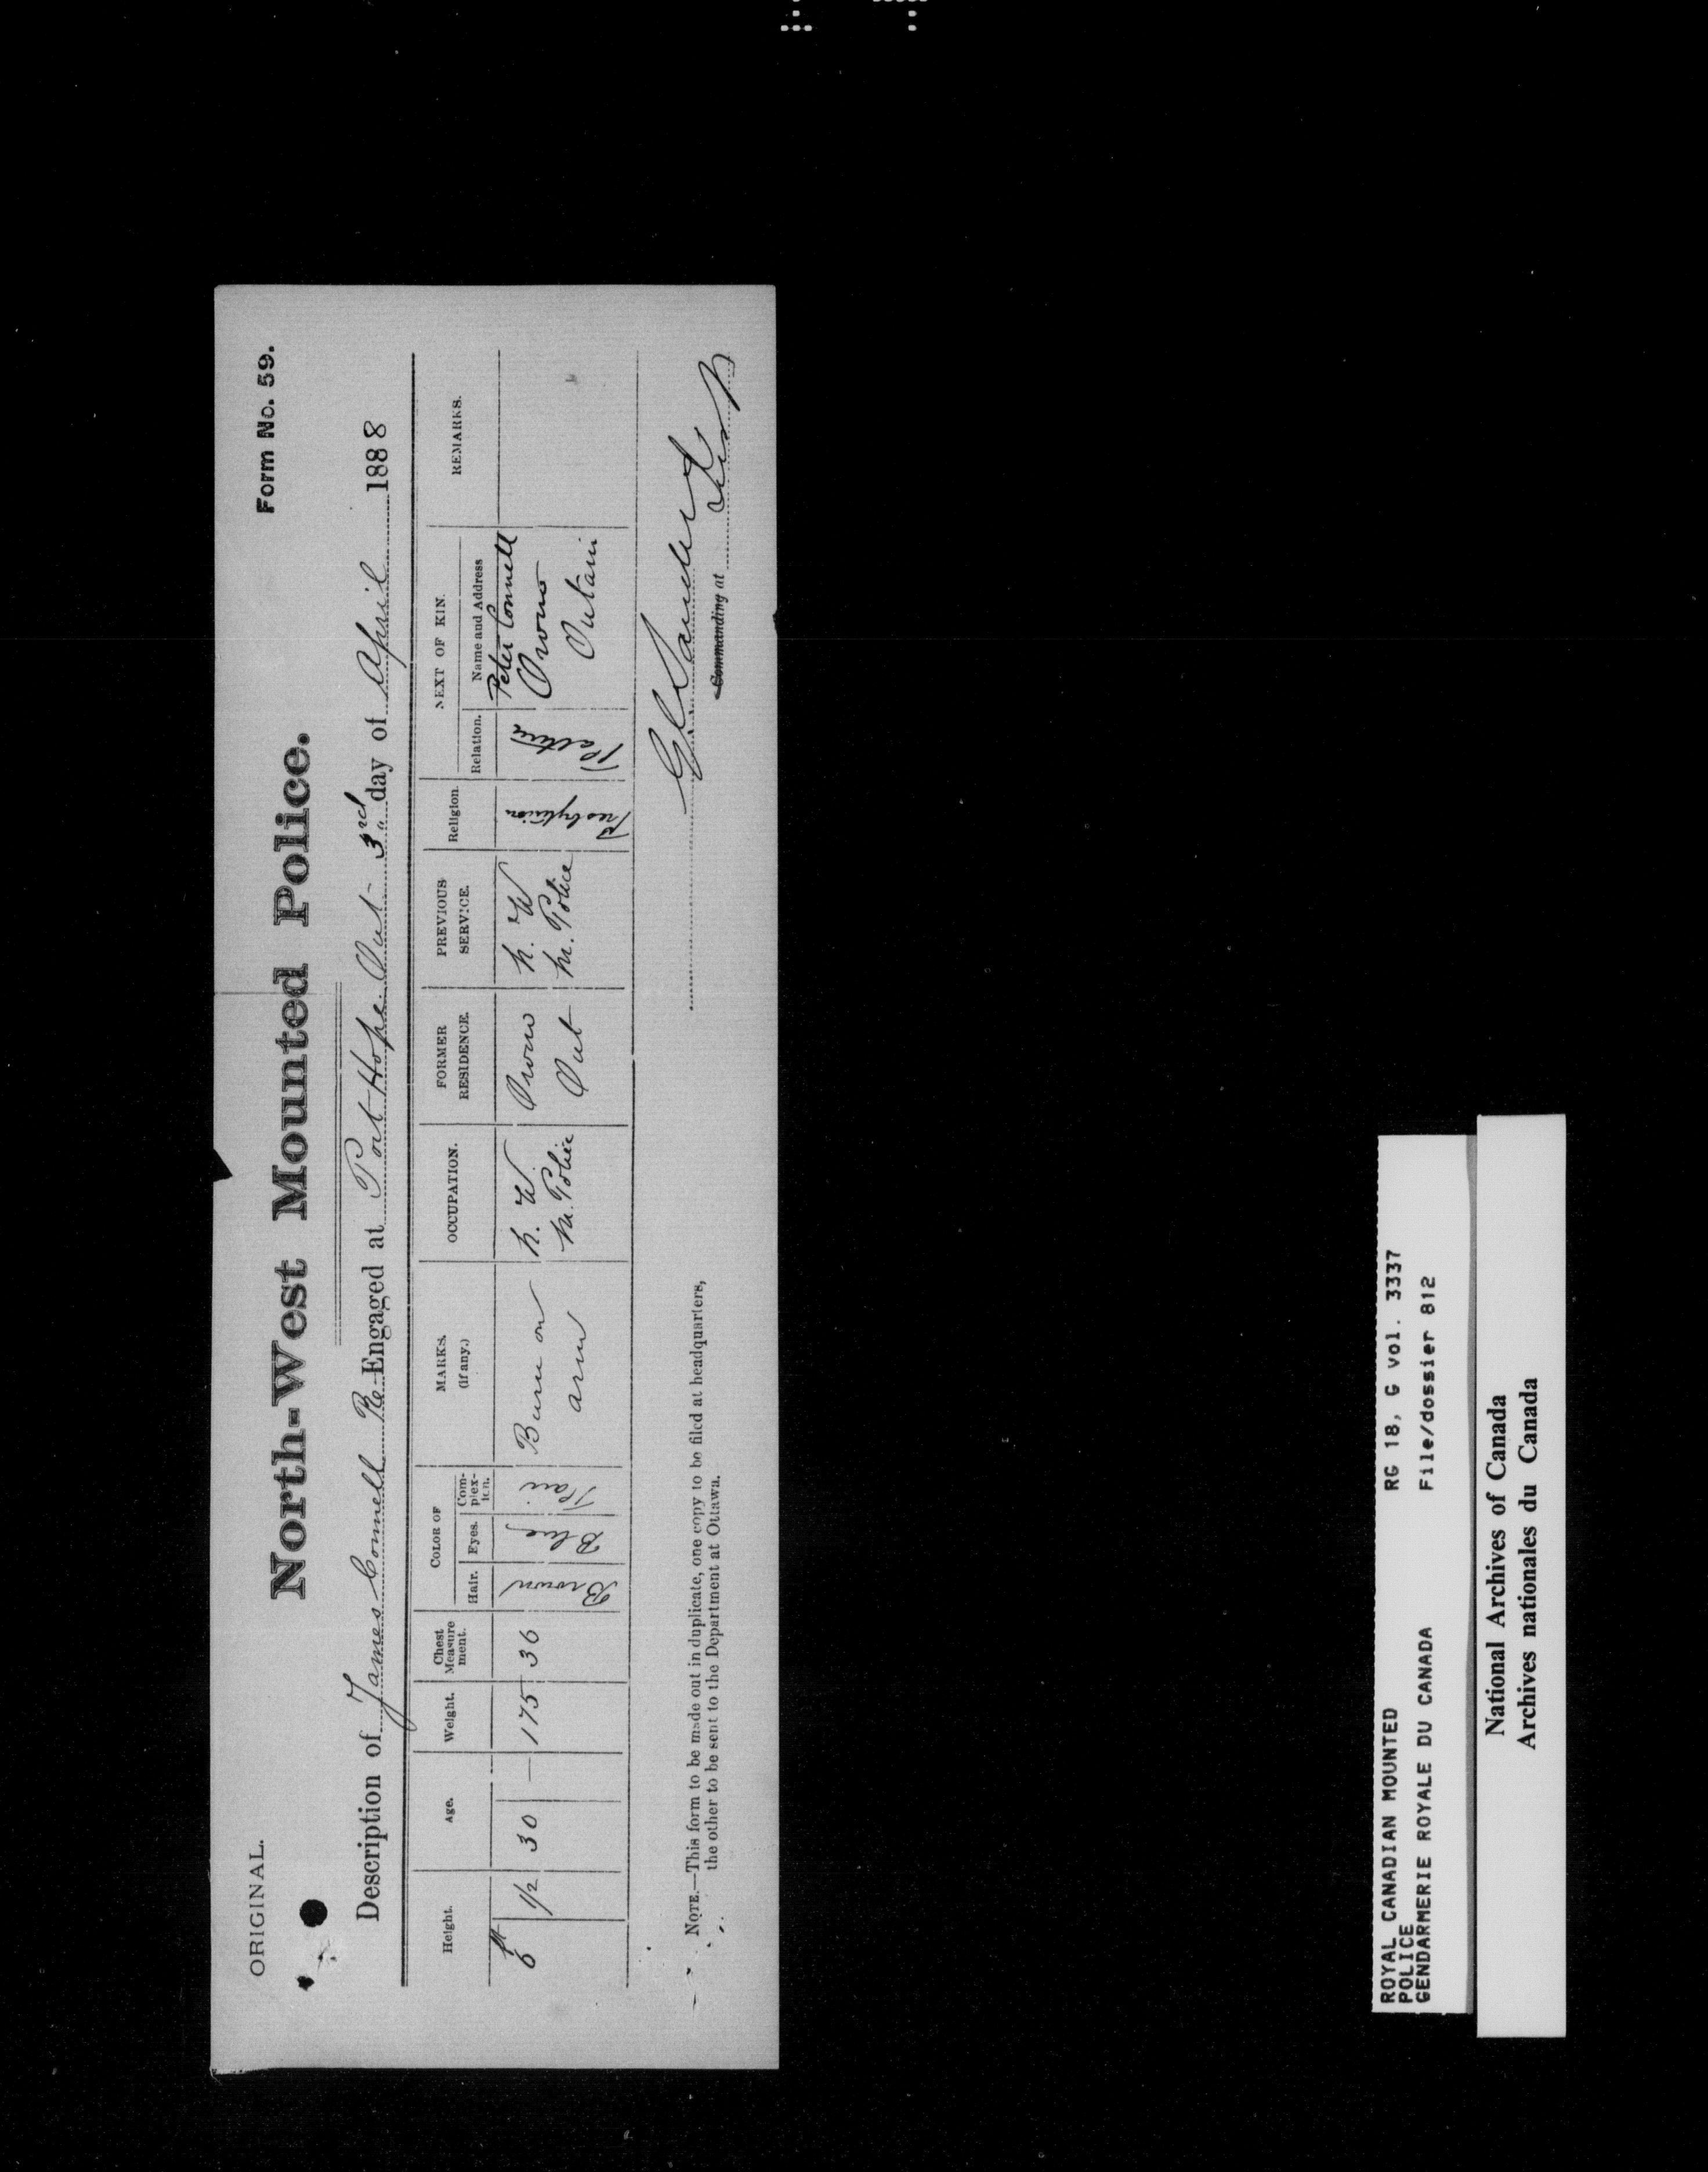 ORIGINAL.
Form No. 59.
North-West Mounted Police.
Description of James Connell Re-Engaged at Port Hope. Ont 3rd day of April 1888
Height. Age. Weight. Chest Measure ment. COLOR OF Hair. Eyes. Com- plex- ion. MARKS. (if any.) OCCUPATION. FORMER RESIDENCE. PREVIOUS SERVICE. Religion. NEXT OF KIN. Relation. Name and Address REMARKS.
6 ft 1/2 30 — 175 36 Brown Blue Fair Burn on arm N. W. M. Police Orono Ont N. W M. Police Presbyterian Father Peter Connell Orono Ontario
Commanding at
NOTE.—This form to be made out in duplicate, one copy to be filed at headquarters,
the other to be sent to the Department at Ottawa.
ROYAL CANADIAN MOUNTED RG 18, G vol. 3337
POLICE
GENDARMERIE ROYALE DU CANADA File/dossier 812
National Archives of Canada
Archives nationales du Canada